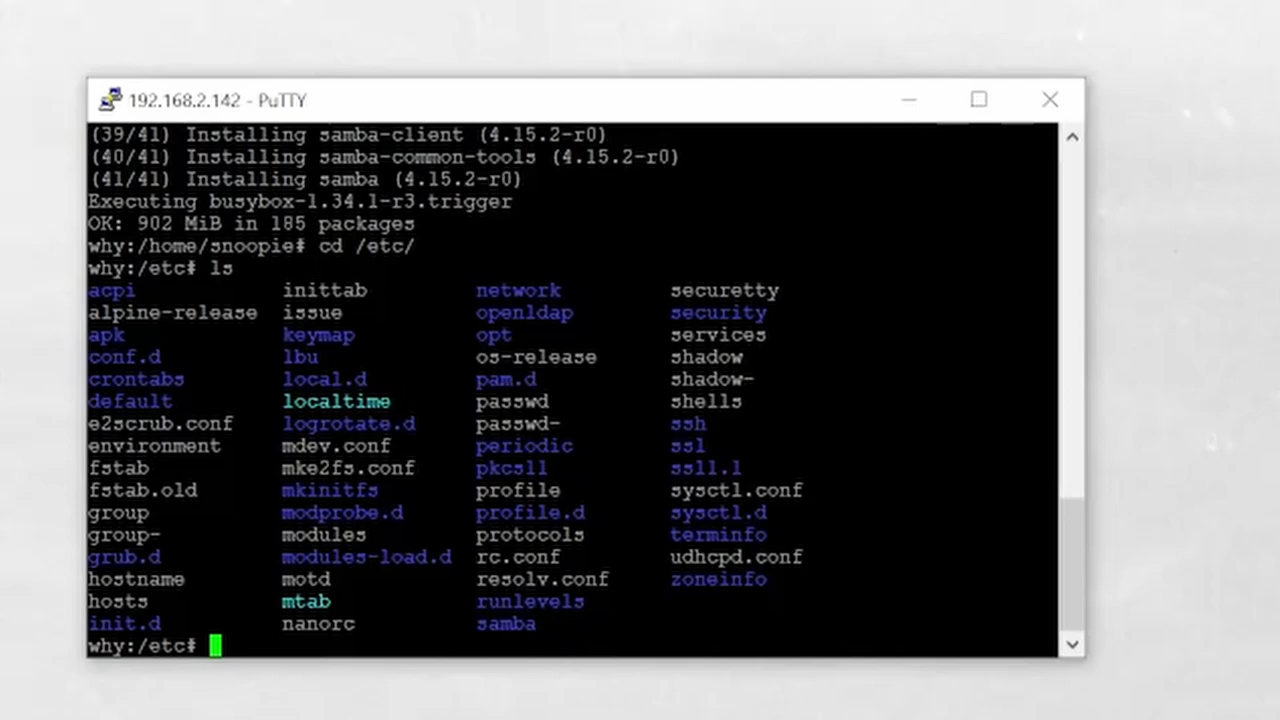 192.168.2.142 - PuTTY
(39/41) Installing samba-client (4.15.2-r0)
(40/41) Installing samba-common-tools (4.15.2-r0)
(41/41) Installing samba (4.15.2-r0)
Executing busybox-1.34.1-r3.trigger
OK: 902 MiB in 185 packages
why:/home/snoopie# cd /etc/
why:/etc# ls
acpi inittab network securetty
alpine-release issue openldap security
apk keymap opt services
conf.d lbu os-release shadow
crontabs local.d pam.d shadow-
default localtime passwd shells
e2scrub.conf logrotate.d passwd- ssh
environment mdev.conf periodic ssl
fstab mke2fs.conf pkcs11 ssl1.1
fstab.old mkinitfs profile sysctl.conf
group modprobe.d profile.d sysctl.d
group- modules protocols terminfo
grub.d modules-load.d rc.conf udhcpd.conf
hostname motd resolv.conf zoneinfo
hosts mtab runlevels
init.d nanorc samba
why:/etc#